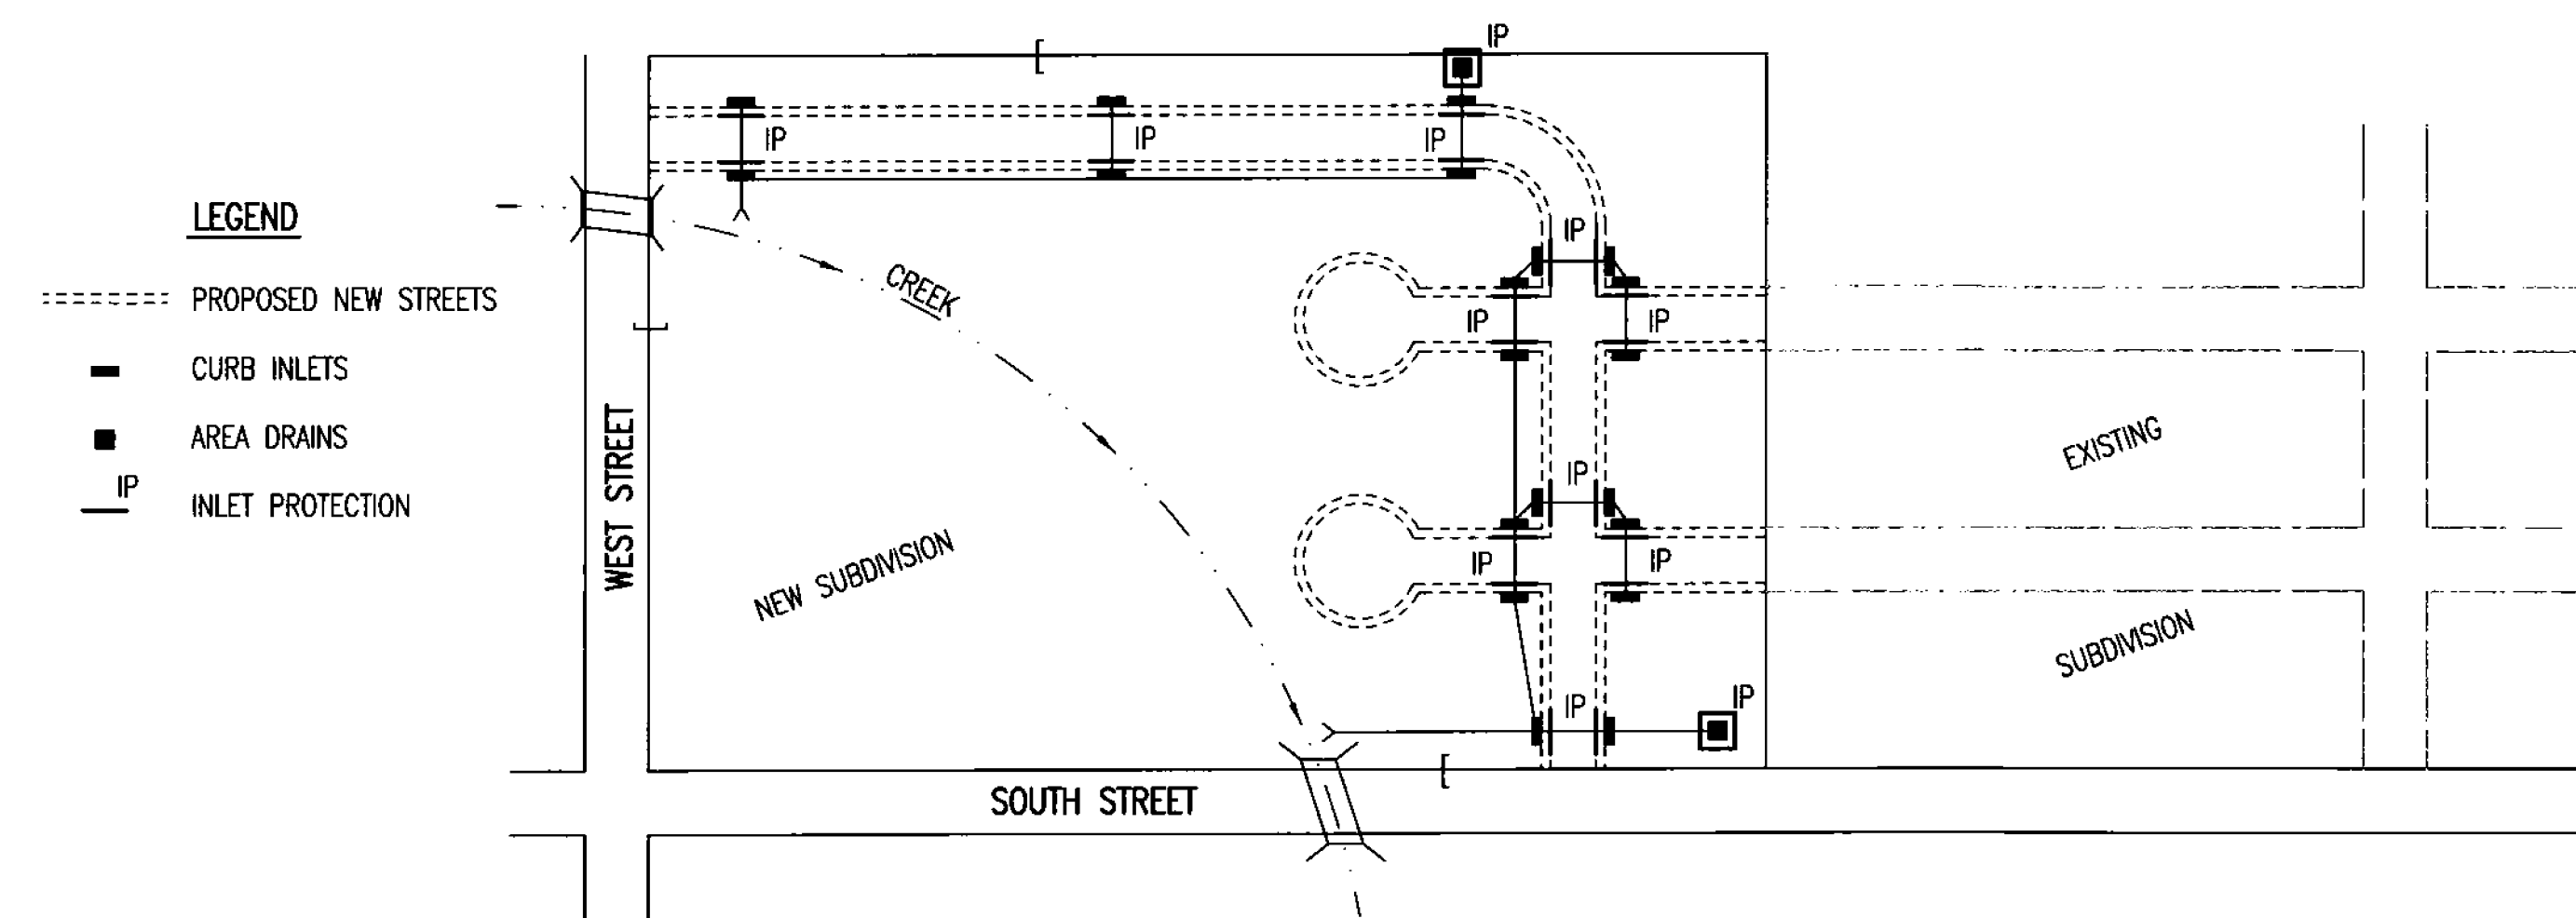 LEGEND
PROPOSED NEW STREETS
CURB INLETS
AREA DRAINS
IP
INLET PROTECTION
IP
IP
IP
IP
IP
IP
IP
IP
IP
IP
IP
IP
CREEK
WEST STREET
NEW SUBDIVISION
EXISTING
SUBDIVISION
SOUTH STREET